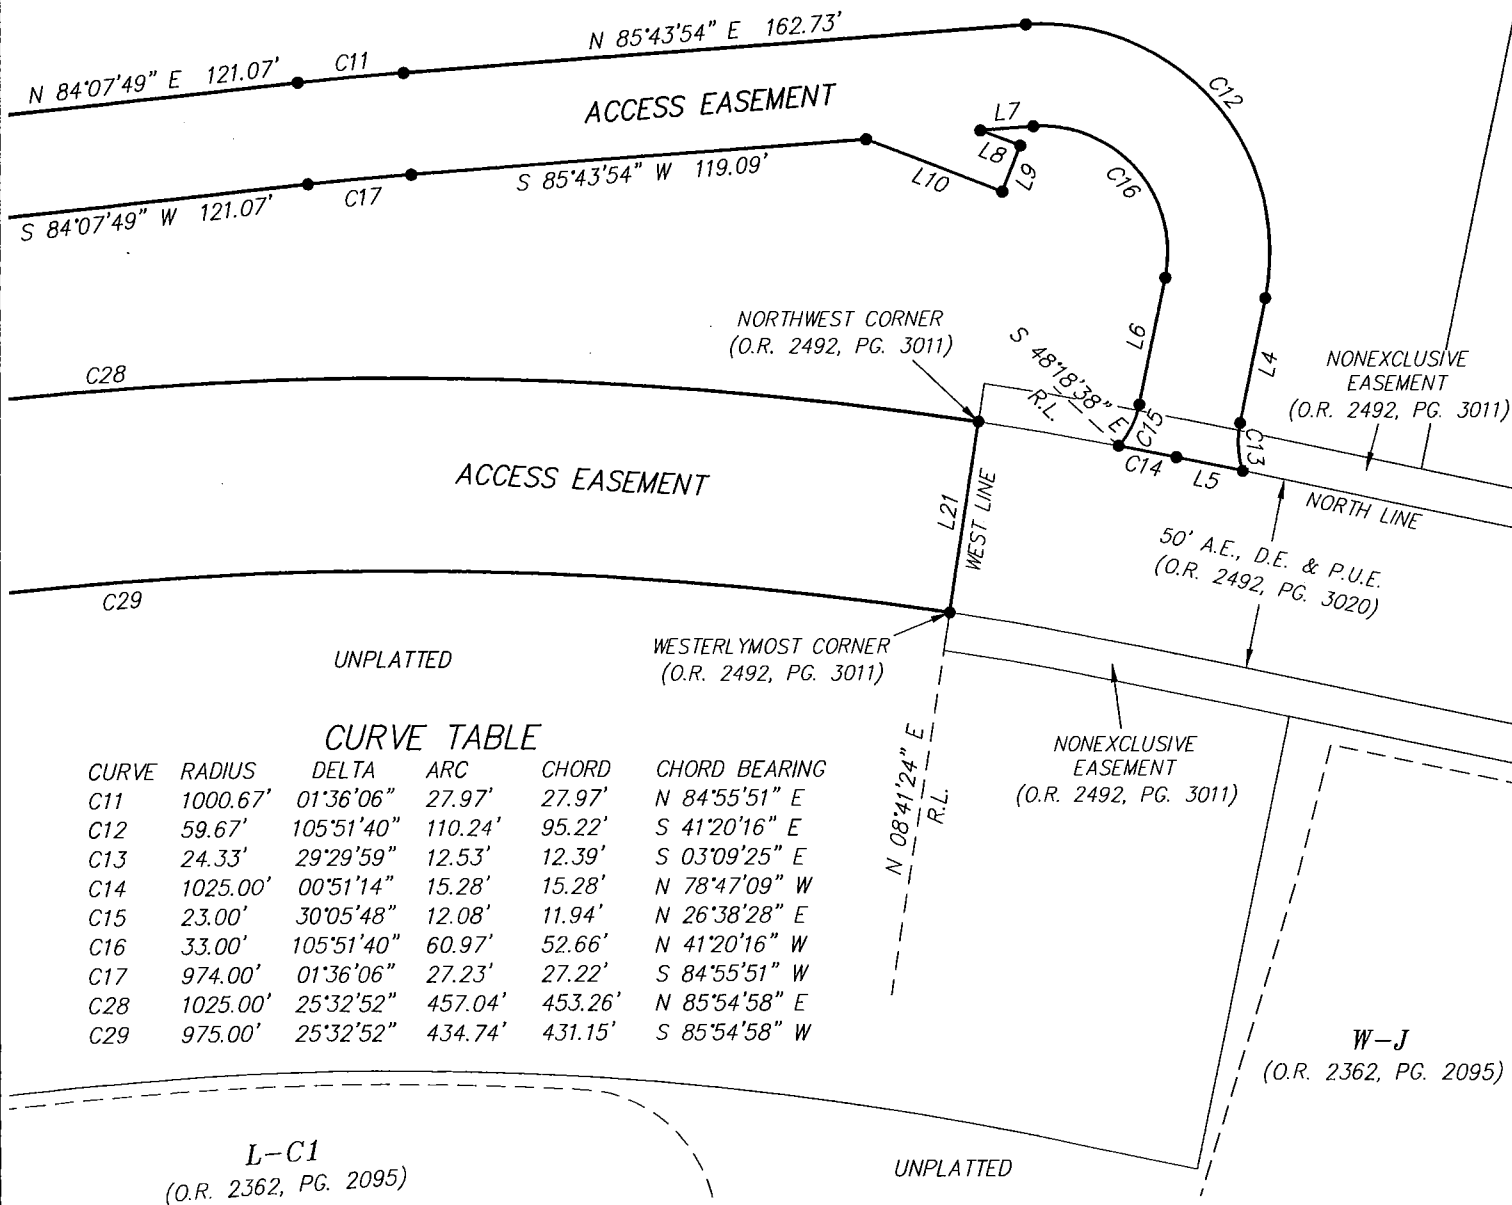 N 84°07'49" E 121.07'
C11
N 85°43'54" E 162.73'
C12
ACCESS EASEMENT
L7
L8
L9
L10
C16
S 84°07'49" W 121.07'
C17
S 85°43'54" W 119.09'
NORTHWEST CORNER
(O.R. 2492, PG. 3011)
S 48°18'38" E
R.L.
L6
L4
NONEXCLUSIVE
EASEMENT
(O.R. 2492, PG. 3011)
C28
C15
C13
C14
L5
NORTH LINE
ACCESS EASEMENT
L21
WEST LINE
50' A.E., D.E. & P.U.E.
(O.R. 2492, PG. 3020)
C29
UNPLATTED
WESTERLYMOST CORNER
(O.R. 2492, PG. 3011)
N 08°41'24" E
R.L.
NONEXCLUSIVE
EASEMENT
(O.R. 2492, PG. 3011)
CURVE TABLE
CURVE RADIUS DELTA ARC CHORD CHORD BEARING
C11 1000.67' 01°36'06" 27.97' 27.97' N 84°55'51" E
C12 59.67' 105°51'40" 110.24' 95.22' S 41°20'16" E
C13 24.33' 29°29'59" 12.53' 12.39' S 03°09'25" E
C14 1025.00' 00°51'14" 15.28' 15.28' N 78°47'09" W
C15 23.00' 30°05'48" 12.08' 11.94' N 26°38'28" E
C16 33.00' 105°51'40" 60.97' 52.66' N 41°20'16" W
C17 974.00' 01°36'06" 27.23' 27.22' S 84°55'51" W
C28 1025.00' 25°32'52" 457.04' 453.26' N 85°54'58" E
C29 975.00' 25°32'52" 434.74' 431.15' S 85°54'58" W
W-J
(O.R. 2362, PG. 2095)
L-C1
(O.R. 2362, PG. 2095)
UNPLATTED